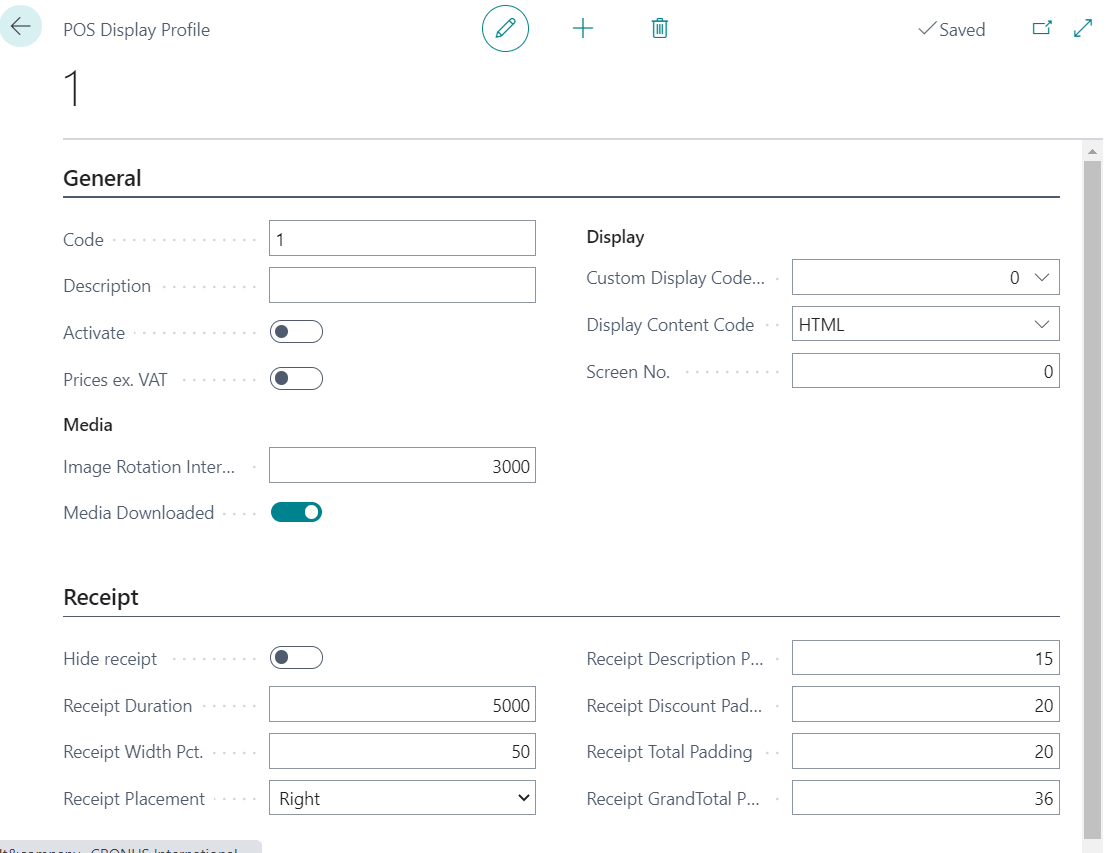 POS Display Profile
Saved
1
General
Code
1
Description
Activate
Prices ex. VAT
Media
Image Rotation Inter...
3000
Media Downloaded
Display
Custom Display Code...
0
Display Content Code
HTML
Screen No.
0
Receipt
Hide receipt
Receipt Duration
5000
Receipt Width Pct.
50
Receipt Placement
Right
Receipt Description P...
15
Receipt Discount Pad...
20
Receipt Total Padding
20
Receipt GrandTotal P...
36
CRONUS International